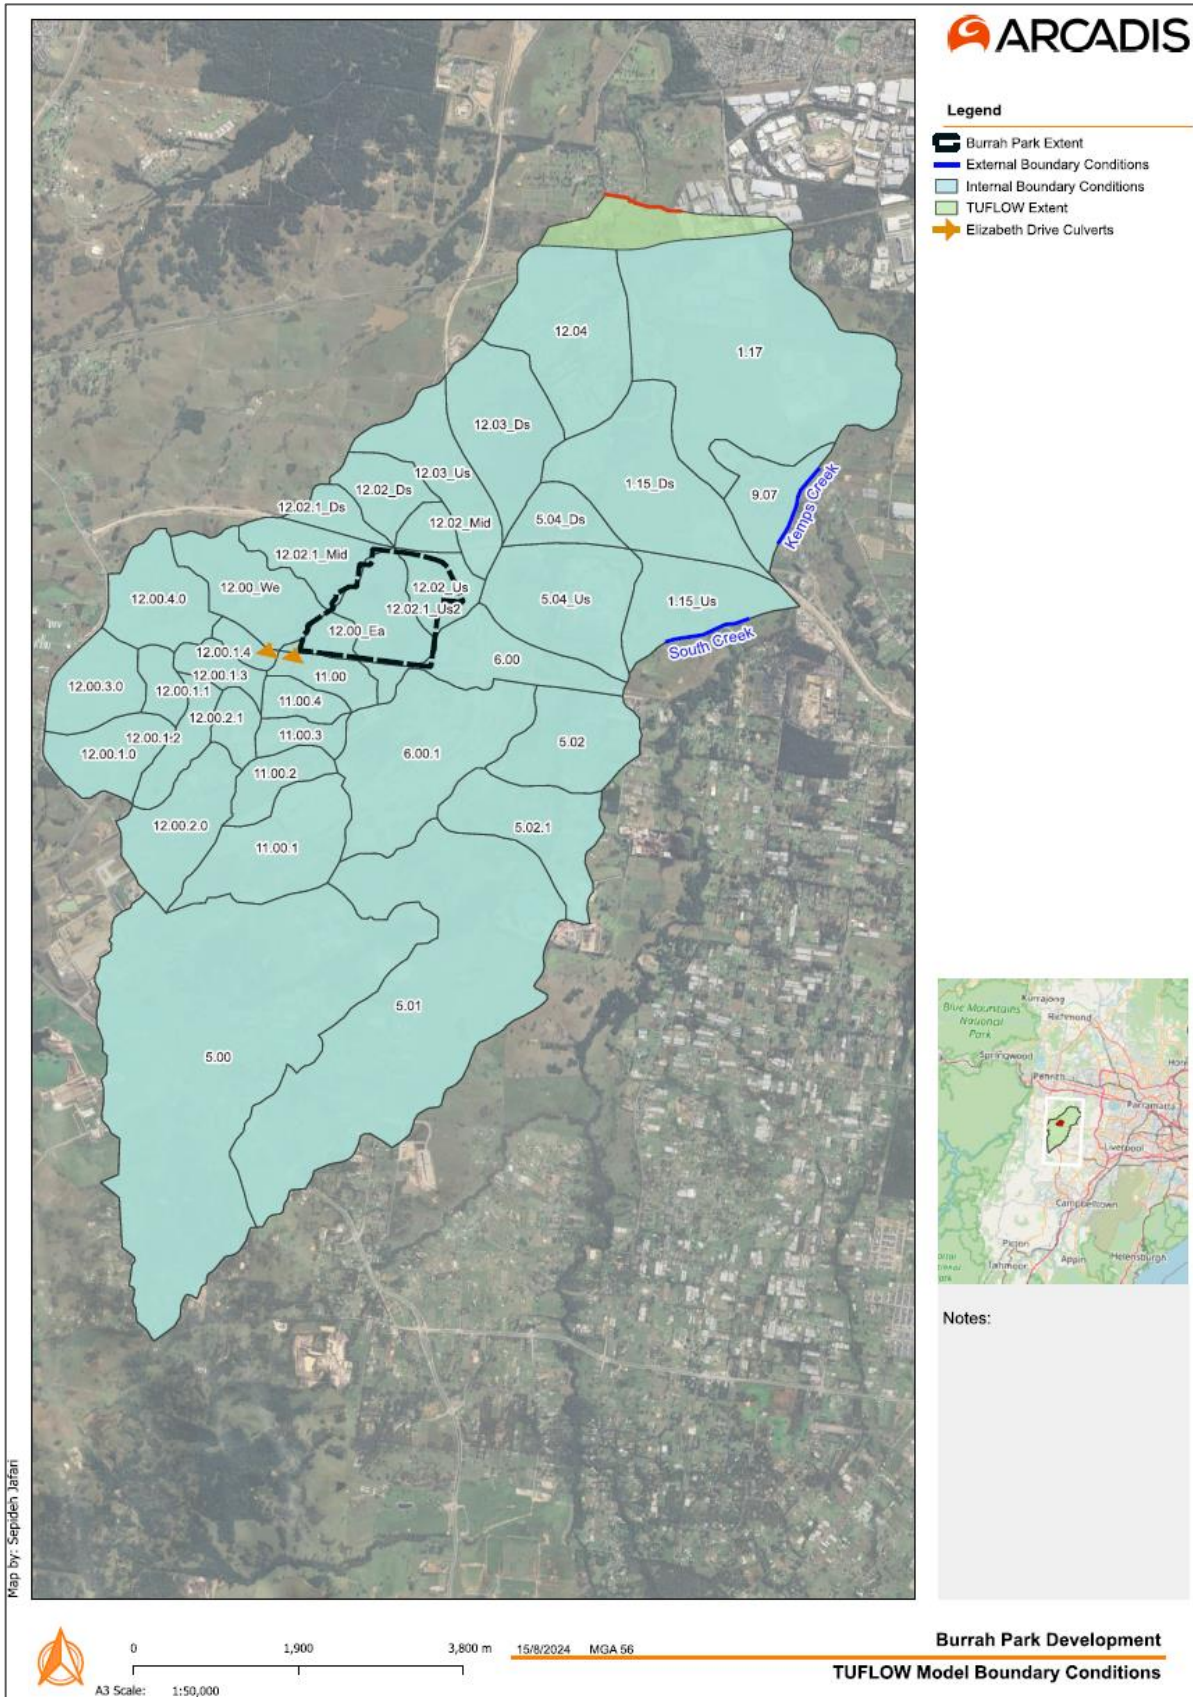 ARCADIS
Legend
Burrah Park Extent
External Boundary Conditions
Internal Boundary Conditions
TUFLOW Extent
Elizabeth Drive Culverts
12.04
1.17
12.03_Ds
12.03_Us
1.15_Ds
12.02_Ds
9.07
12.02.1_Ds
12.02_Mid
5.04_Ds
Kemps Creek
12.02.1_Mid
12.00_We
12.02_Us
12.00.4.0
5.04_Us
1.15_Us
12.02.1_Us2
12.00_Ea
South Creek
12.00.1.4
6.00
12.00.1.3
11.00
12.00.3.0
12.00.1.1
11.00.4
12.00.2.1
12.00.1.2
11.00.3
5.02
12.00.1.0
6.00.1
11.00.2
12.00.2.0
5.02.1
11.00.1
5.01
5.00
Kurrajong
Blue Mountains
National
Park
Richmond
Springwood
Penrith
Parramatta
Liverpool
Campbelltown
Picton
Tahmoor
Appin
Helensburgh
Notes:
Map by: Sepideh Jafari
0
1,900
3,800 m
15/8/2024
MGA 56
A3 Scale:
1:50,000
Burrah Park Development
TUFLOW Model Boundary Conditions